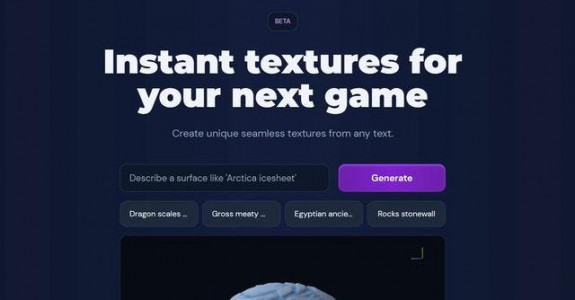 BETA
Instant textures for
your next game
Create unique seamless textures from any text.
Describe a surface like 'Arctica icesheet'
Generate
Dragon scales ...
Gross meaty ...
Egyptian ancie...
Rocks stonewall